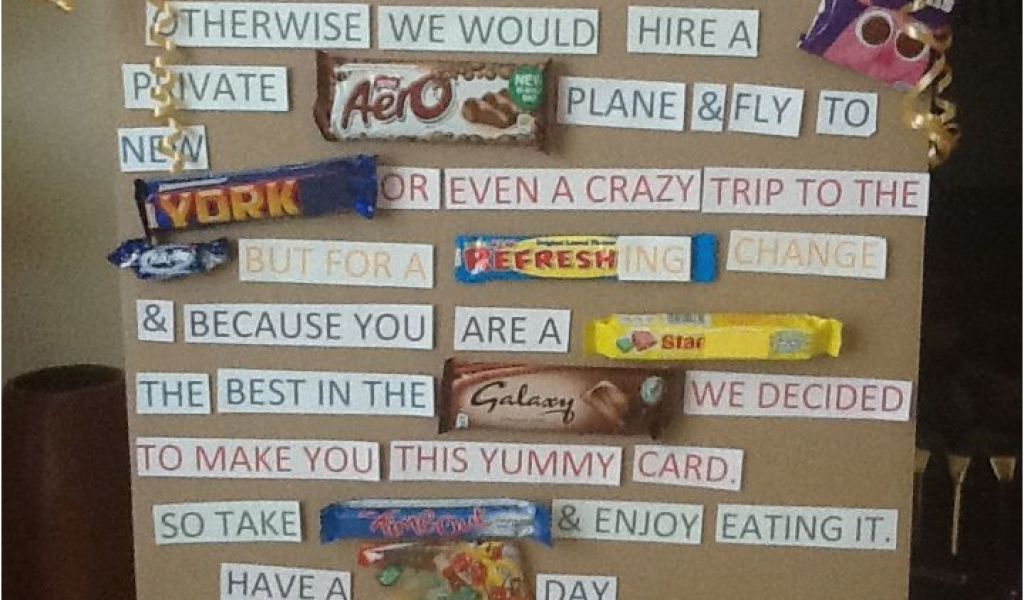 OTHERWISE WE WOULD HIRE A
PRIVATE AERO PLANE & FLY TO
NEW
YORK OR EVEN A CRAZY TRIP TO THE
BUT FOR A REFRESHING CHANGE
& BECAUSE YOU ARE A Star
THE BEST IN THE Galaxy WE DECIDED
TO MAKE YOU THIS YUMMY CARD.
SO TAKE TimeOut & ENJOY EATING IT.
HAVE A DAY